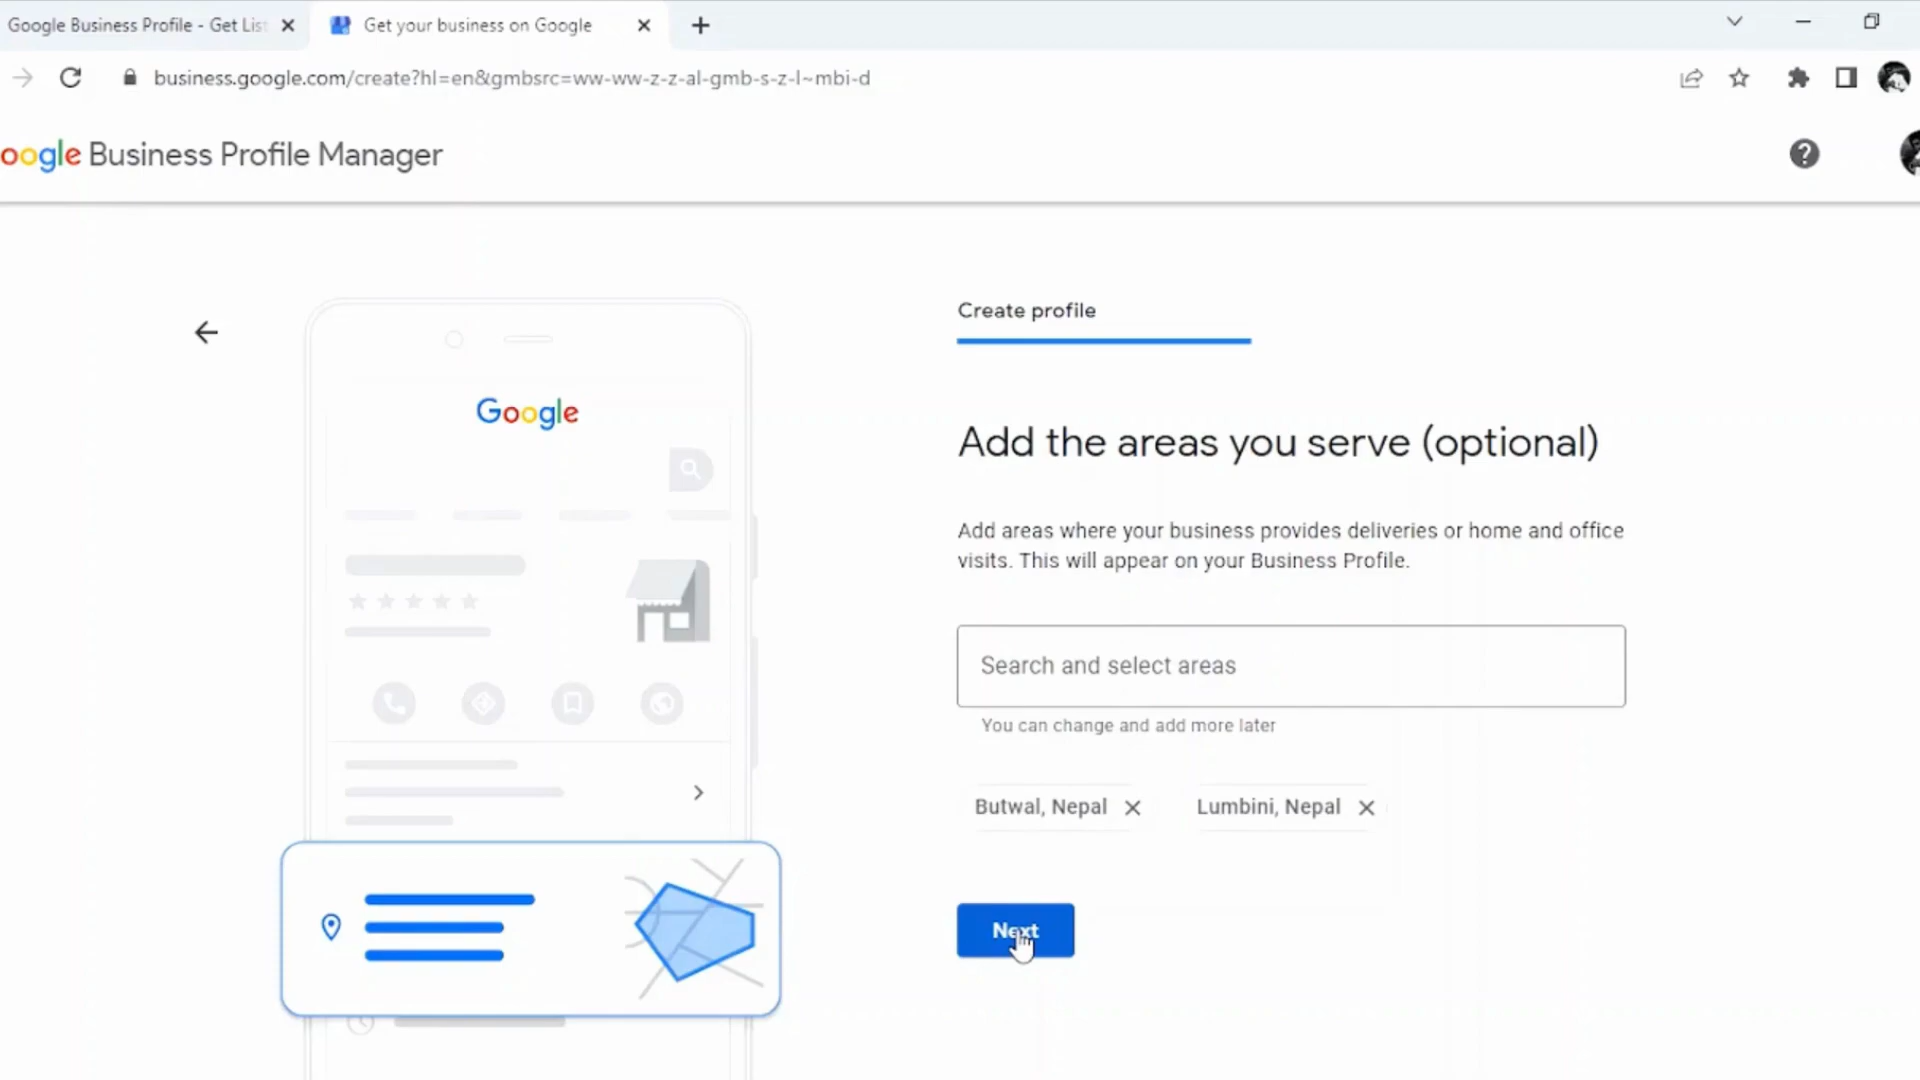 Google Business Profile - Get List
Get your business on Google
business.google.com/create?hl=en&gmbsrc=ww-ww-z-z-al-gmb-s-z-l~mbi-d
oogle Business Profile Manager
Google
Create profile
Add the areas you serve (optional)
Add areas where your business provides deliveries or home and office
visits. This will appear on your Business Profile.
Search and select areas
You can change and add more later
Butwal, Nepal
Lumbini, Nepal
Next